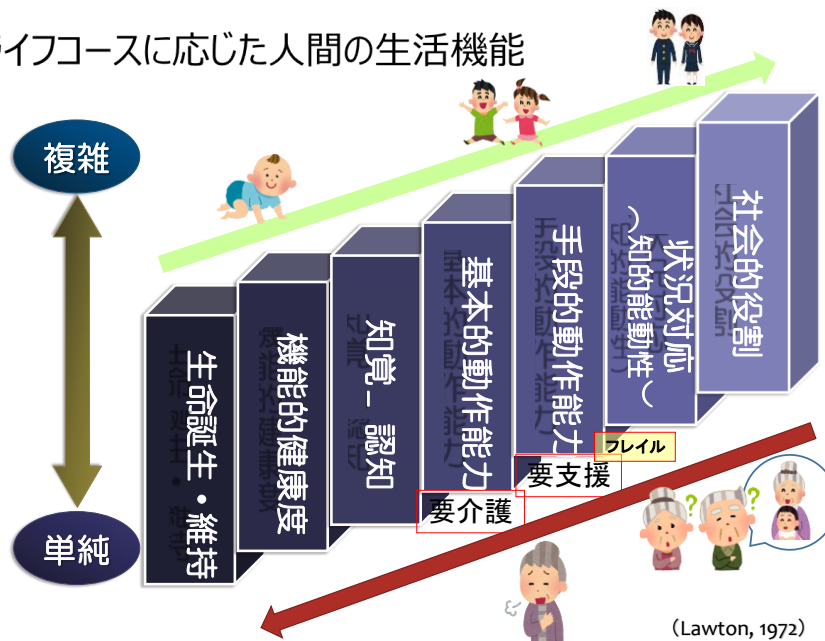 イフコースに応じた人間の生活機能
複雑
単純
生命誕生・維持
機能的健康度
知覚－認知
基本的動作能力
手段的動作能力
状況対応
（知的能動性）
社会的役割
フレイル
要支援
要介護
?
?
(Lawton, 1972)